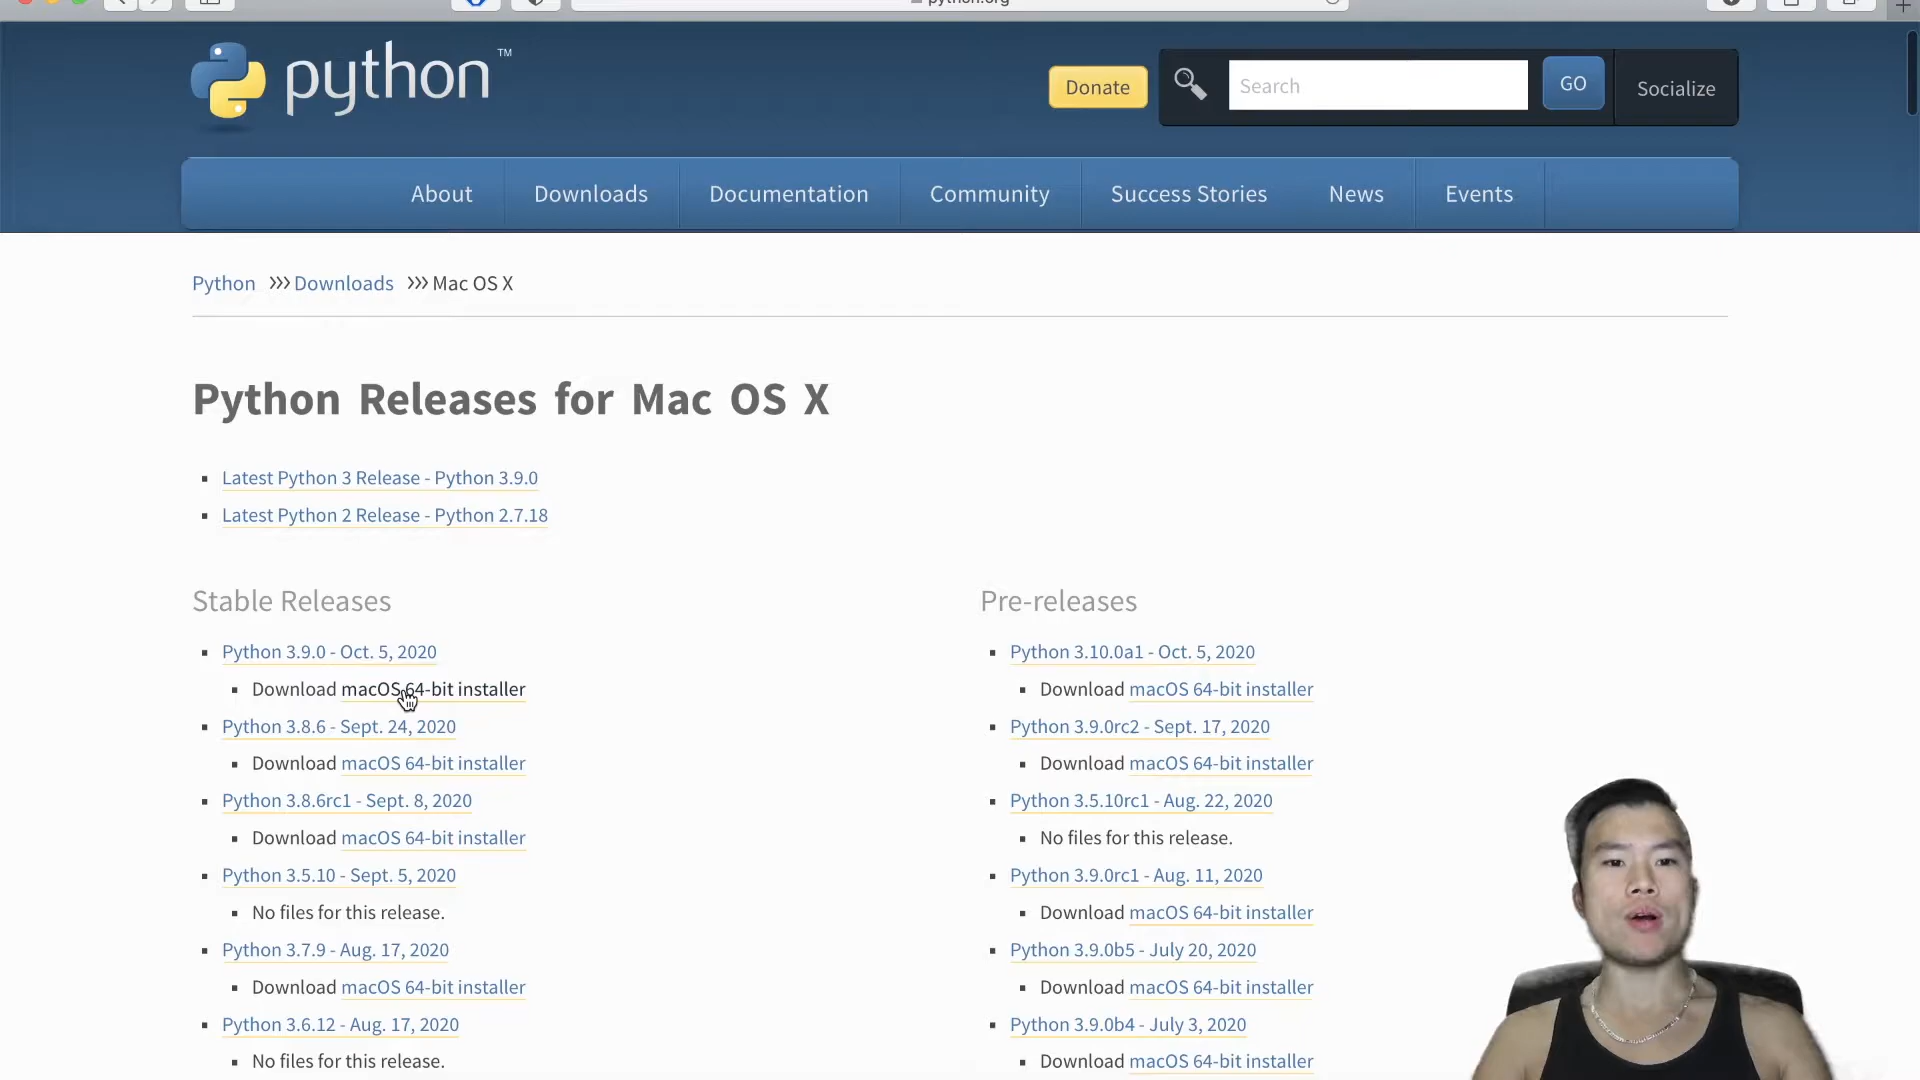 python.org
python™
Donate
Search
GO
Socialize
About
Downloads
Documentation
Community
Success Stories
News
Events
Python >>> Downloads >>> Mac OS X
Python Releases for Mac OS X
Latest Python 3 Release - Python 3.9.0
Latest Python 2 Release - Python 2.7.18
Stable Releases
Python 3.9.0 - Oct. 5, 2020
Download macOS 64-bit installer
Python 3.8.6 - Sept. 24, 2020
Download macOS 64-bit installer
Python 3.8.6rc1 - Sept. 8, 2020
Download macOS 64-bit installer
Python 3.5.10 - Sept. 5, 2020
No files for this release.
Python 3.7.9 - Aug. 17, 2020
Download macOS 64-bit installer
Python 3.6.12 - Aug. 17, 2020
No files for this release.
Pre-releases
Python 3.10.0a1 - Oct. 5, 2020
Download macOS 64-bit installer
Python 3.9.0rc2 - Sept. 17, 2020
Download macOS 64-bit installer
Python 3.5.10rc1 - Aug. 22, 2020
No files for this release.
Python 3.9.0rc1 - Aug. 11, 2020
Download macOS 64-bit installer
Python 3.9.0b5 - July 20, 2020
Download macOS 64-bit installer
Python 3.9.0b4 - July 3, 2020
Download macOS 64-bit installer